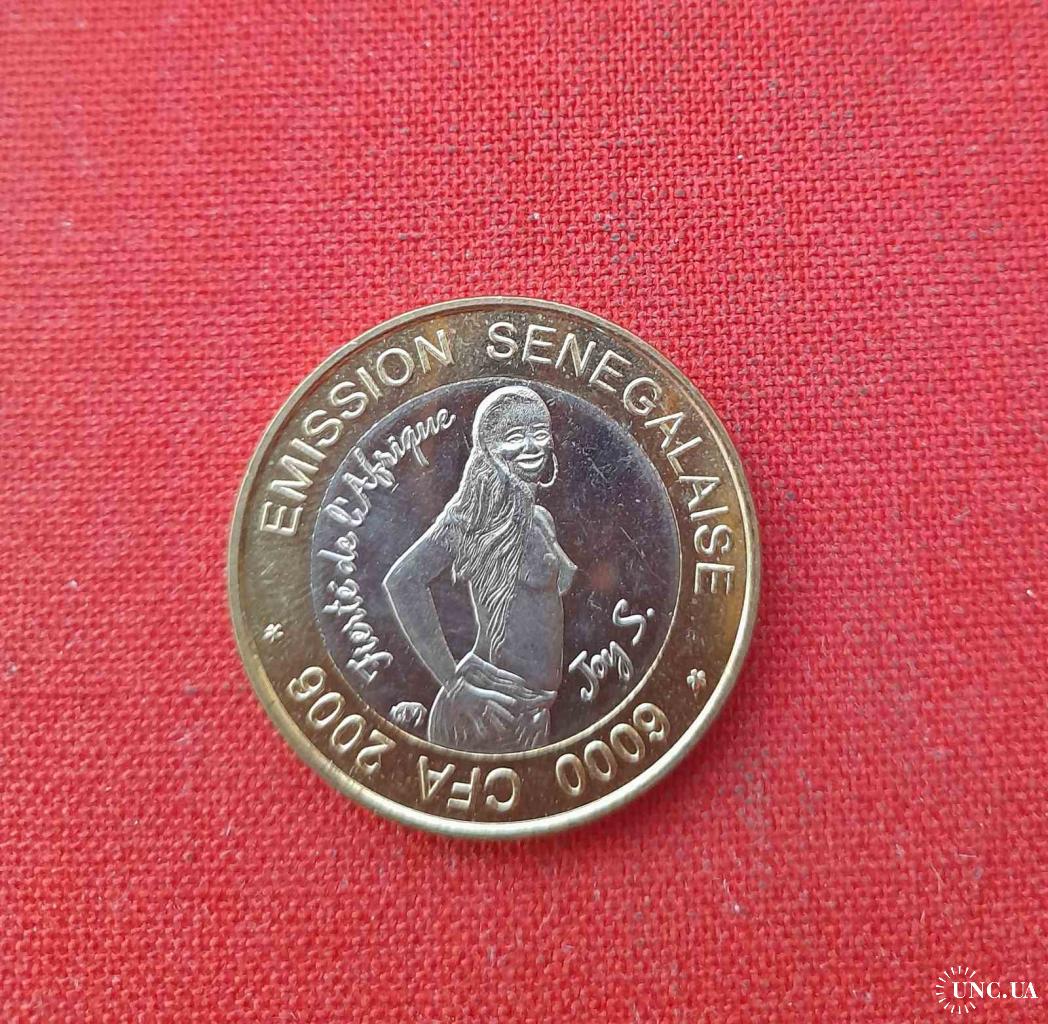 EMISSION SENEGALAISE
Fierté de l'Afrique
Joy S.
* 6000 CFA 2006 *
UNC.UA